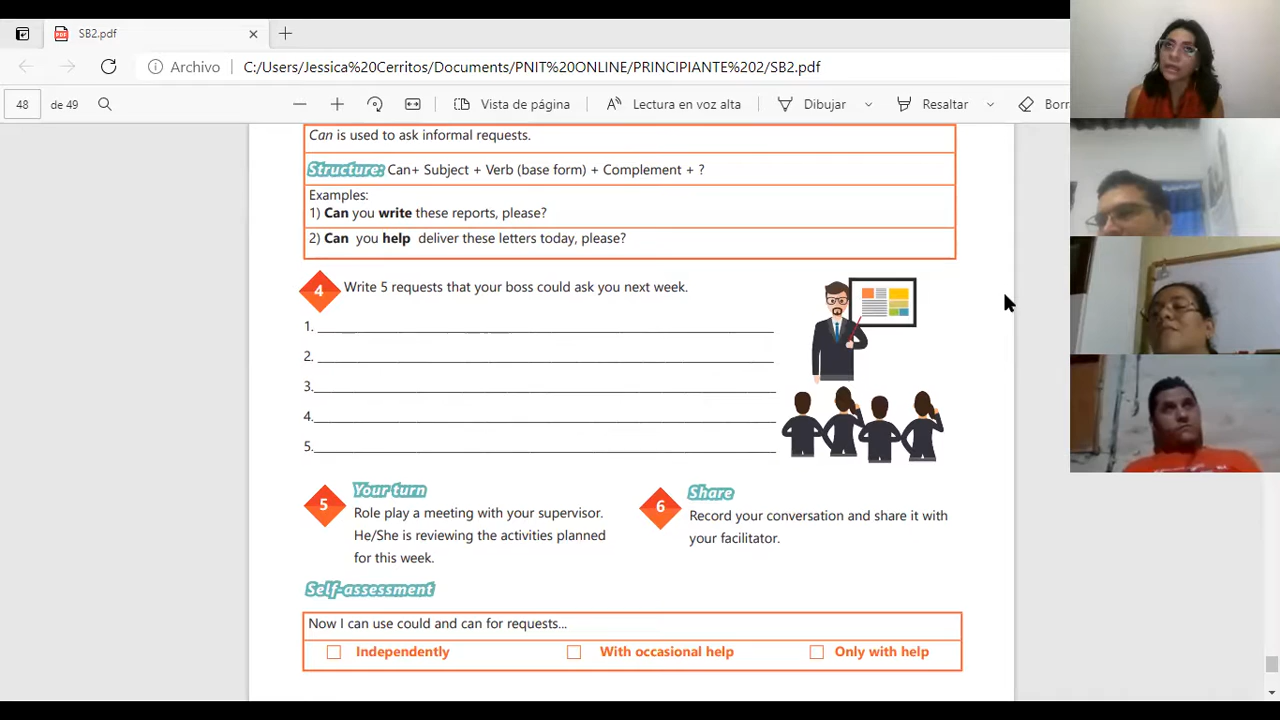 SB2.pdf
Archivo C:/Users/Jessica%20Cerritos/Documents/PNIT%20ONLINE/PRINCIPIANTE%202/SB2.pdf
48 de 49 Vista de página Lectura en voz alta Dibujar Resaltar Borr
Can is used to ask informal requests.
Structure: Can+ Subject + Verb (base form) + Complement + ?
Examples:
1) Can you write these reports, please?
2) Can you help deliver these letters today, please?
4 Write 5 requests that your boss could ask you next week.
1.
2.
3.
4.
5.
5 Your turn
Role play a meeting with your supervisor.
He/She is reviewing the activities planned
for this week.
6 Share
Record your conversation and share it with
your facilitator.
Self-assessment
Now I can use could and can for requests...
Independently With occasional help Only with help